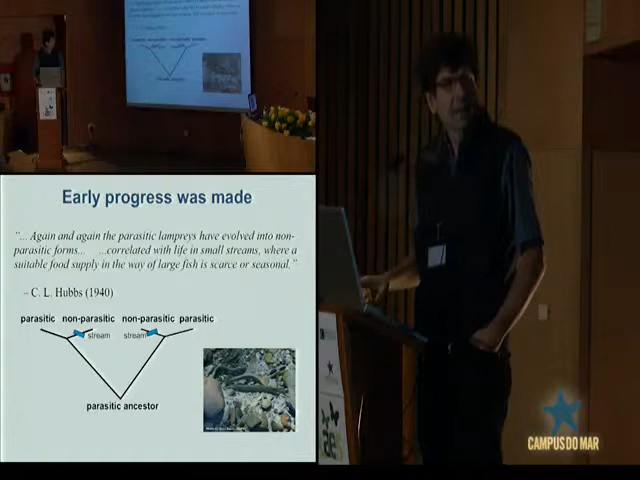 Early progress was made
"... Again and again the parasitic lampreys have evolved into non-
parasitic forms... ...correlated with life in small streams, where a
suitable food supply in the way of large fish is scarce or seasonal."
– C. L. Hubbs (1940)
parasitic non-parasitic non-parasitic parasitic
stream stream
parasitic ancestor
CAMPUS DO MAR